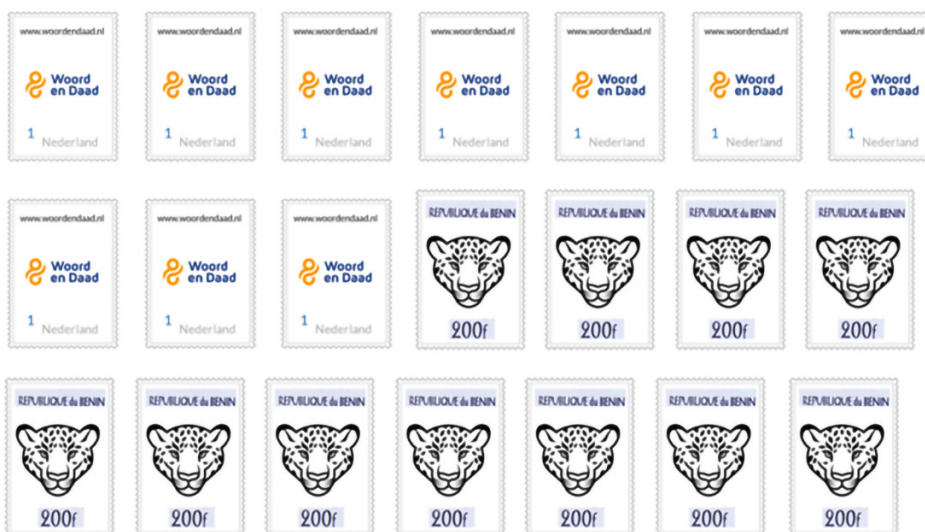 www.woordendaad.nl
Woord
en Daad
1 Nederland
www.woordendaad.nl
Woord
en Daad
1 Nederland
www.woordendaad.nl
Woord
en Daad
1 Nederland
www.woordendaad.nl
Woord
en Daad
1 Nederland
www.woordendaad.nl
Woord
en Daad
1 Nederland
www.woordendaad.nl
Woord
en Daad
1 Nederland
www.woordendaad.nl
Woord
en Daad
1 Nederland
www.woordendaad.nl
Woord
en Daad
1 Nederland
www.woordendaad.nl
Woord
en Daad
1 Nederland
www.woordendaad.nl
Woord
en Daad
1 Nederland
REPUBLIQUE du BENIN
200f
REPUBLIQUE du BENIN
200f
REPUBLIQUE du BENIN
200f
REPUBLIQUE du BENIN
200f
REPUBLIQUE du BENIN
200f
REPUBLIQUE du BENIN
200f
REPUBLIQUE du BENIN
200f
REPUBLIQUE du BENIN
200f
REPUBLIQUE du BENIN
200f
REPUBLIQUE du BENIN
200f
REPUBLIQUE du BENIN
200f